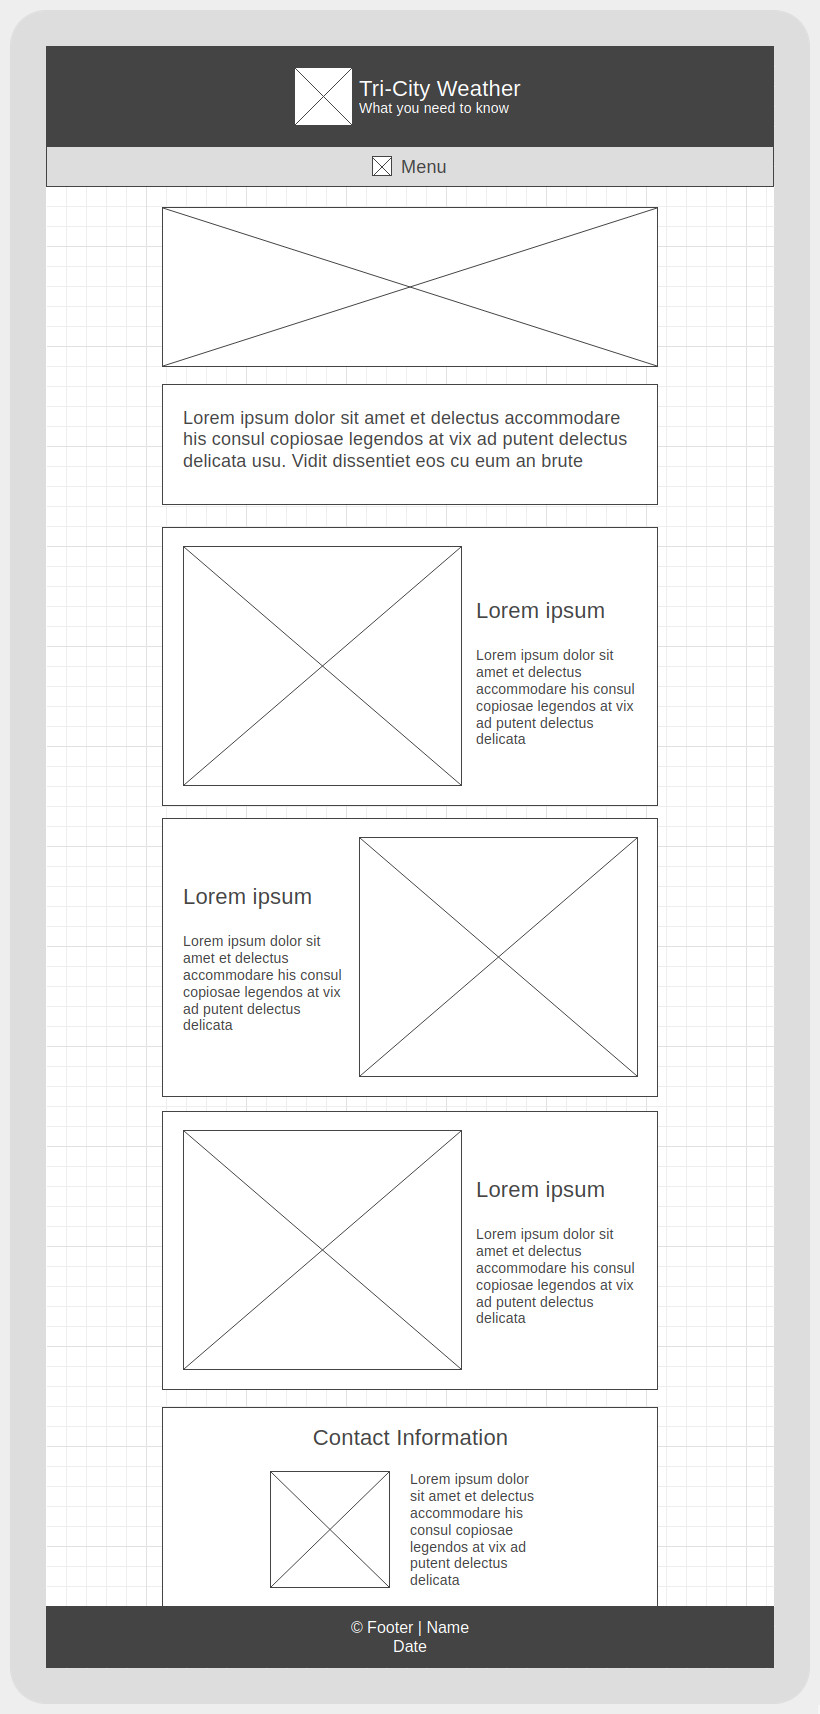 Tri-City Weather
What you need to know
Menu
Lorem ipsum dolor sit amet et delectus accommodare
his consul copiosae legendos at vix ad putent delectus
delicata usu. Vidit dissentiet eos cu eum an brute
Lorem ipsum
Lorem ipsum dolor sit
amet et delectus
accommodare his consul
copiosae legendos at vix
ad putent delectus
delicata
Lorem ipsum
Lorem ipsum dolor sit
amet et delectus
accommodare his consul
copiosae legendos at vix
ad putent delectus
delicata
Lorem ipsum
Lorem ipsum dolor sit
amet et delectus
accommodare his consul
copiosae legendos at vix
ad putent delectus
delicata
Contact Information
Lorem ipsum dolor
sit amet et delectus
accommodare his
consul copiosae
legendos at vix ad
putent delectus
delicata
© Footer | Name
Date